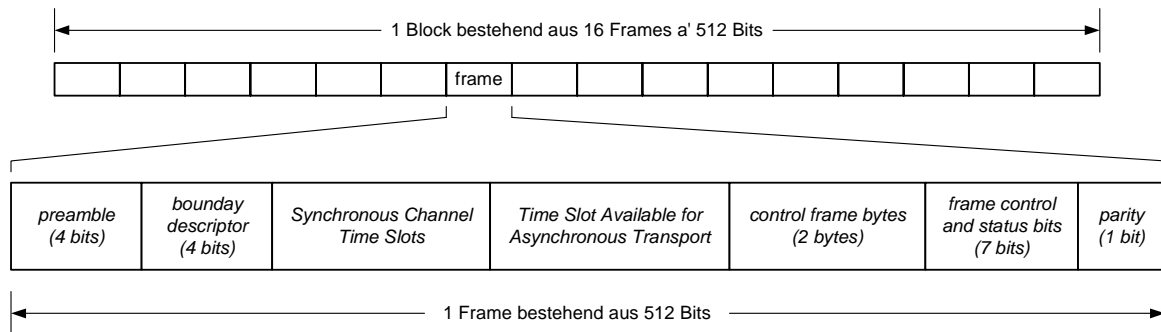 1 Block bestehend aus 16 Frames a' 512 Bits
frame
preamble
(4 bits)
bounday
descriptor
(4 bits)
Synchronous Channel
Time Slots
Time Slot Available for
Asynchronous Transport
control frame bytes
(2 bytes)
frame control
and status bits
(7 bits)
parity
(1 bit)
1 Frame bestehend aus 512 Bits